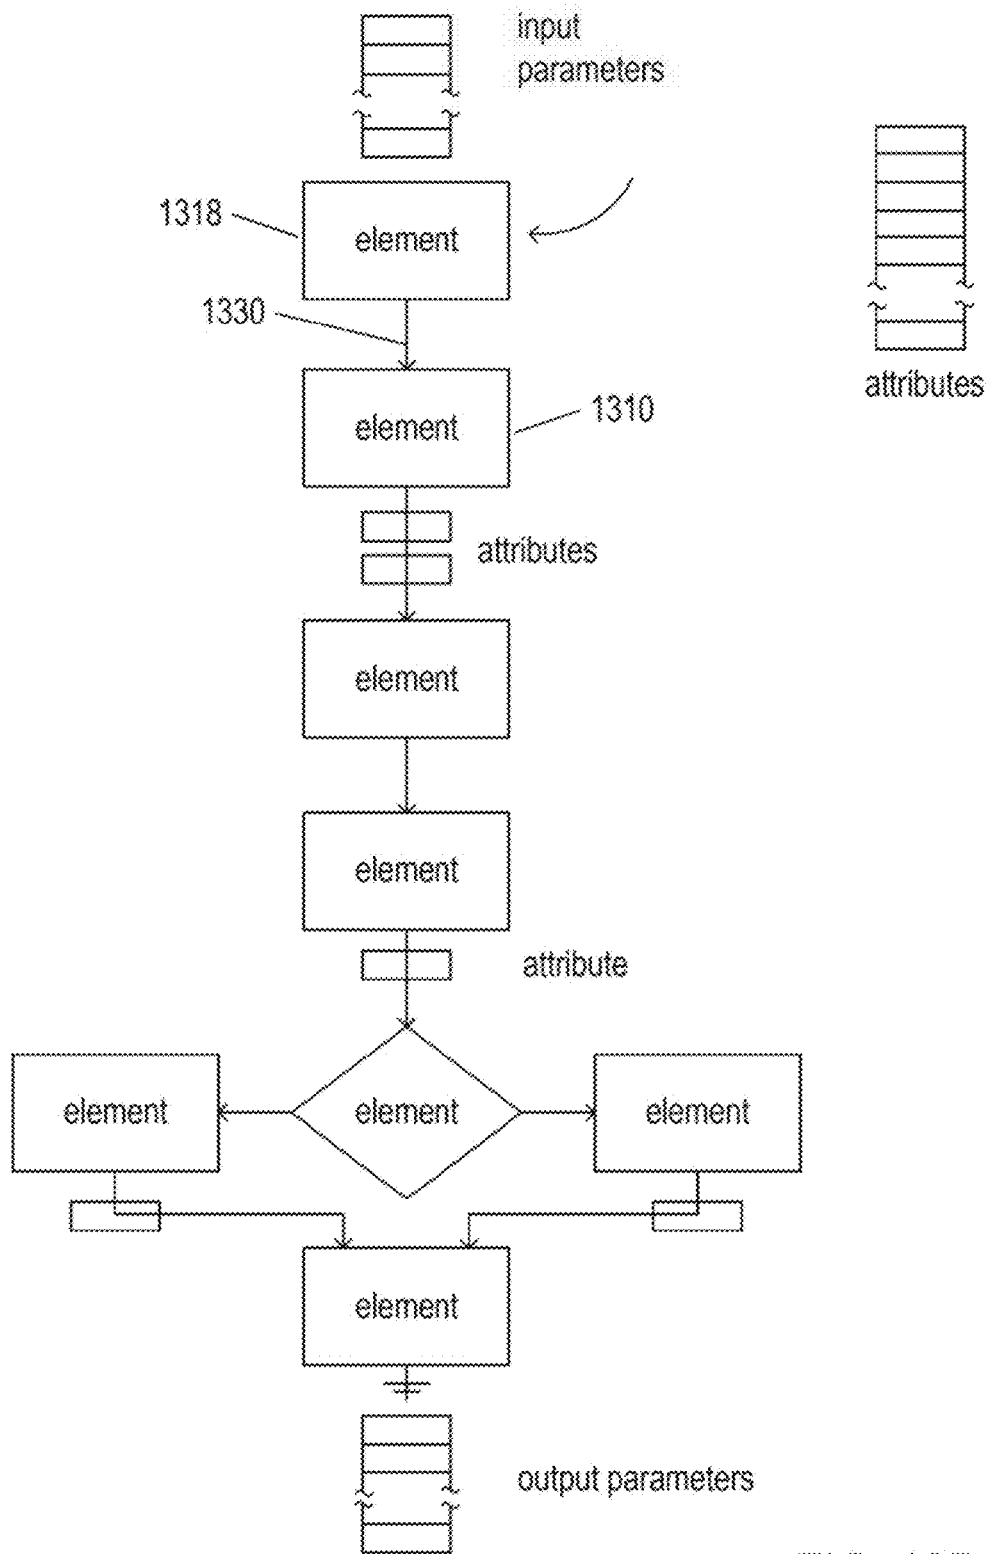 input
parameters
1318
element
1330
element
1310
attributes
attributes
element
element
attribute
element
element
element
element
output parameters